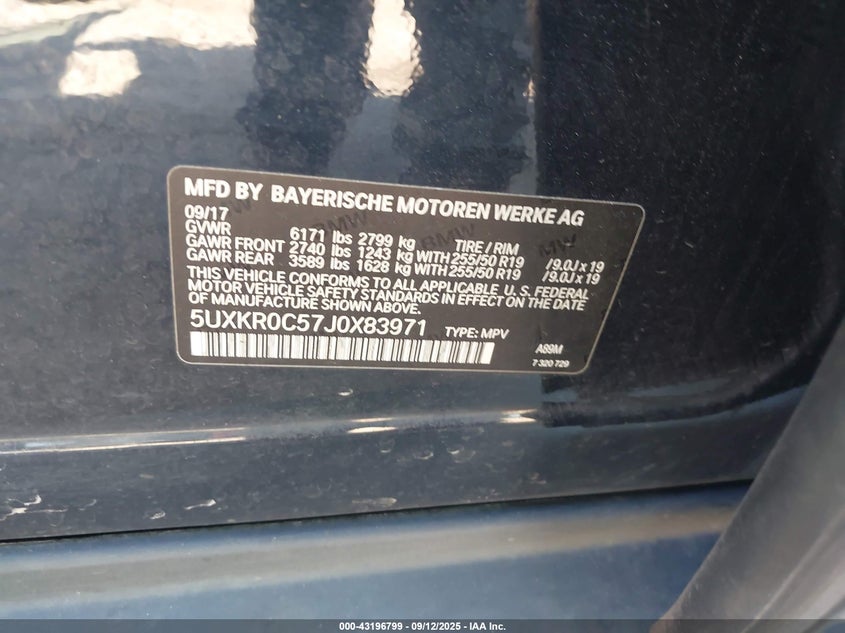 MFD BY BAYERISCHE MOTOREN WERKE AG
09/17
GVWR 6171 lbs 2799 kg TIRE / RIM
GAWR FRONT 2740 lbs 1243 kg WITH 255/50 R19 / 9.0J x 19
GAWR REAR 3589 lbs 1628 kg WITH 255/50 R19 / 9.0J x 19
THIS VEHICLE CONFORMS TO ALL APPLICABLE U. S. FEDERAL
MOTOR VEHICLE SAFETY STANDARDS IN EFFECT ON THE DATE
OF MANUFACTURE SHOWN ABOVE.
5UXKR0C57J0X83971 TYPE: MPV
A89M
7 320 729
000-43196799 - 09/12/2025 - IAA Inc.